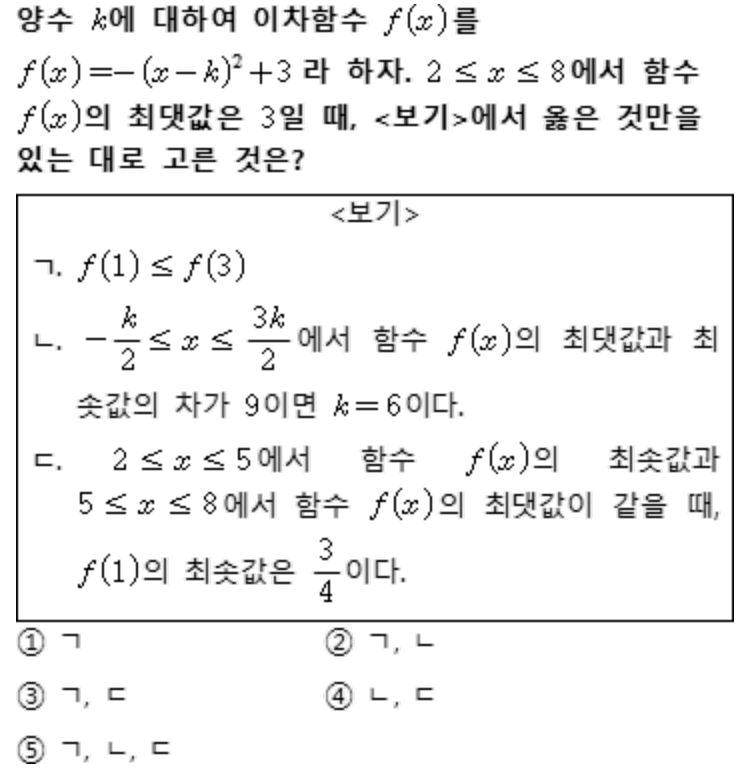 양수 k에 대하여 이차함수 f(x)를
f(x)=-(x-k)²+3 라 하자. 2 ≤ x ≤ 8에서 함수
f(x)의 최댓값은 3일 때, <보기>에서 옳은 것만을
있는 대로 고른 것은?
<보기>
ㄱ. f(1) ≤ f(3)
ㄴ. -k/2 ≤ x ≤ 3k/2 에서 함수 f(x)의 최댓값과 최
솟값의 차가 9이면 k=6이다.
ㄷ. 2 ≤ x ≤ 5에서 함수 f(x)의 최솟값과
5 ≤ x ≤ 8에서 함수 f(x)의 최댓값이 같을 때,
f(1)의 최솟값은 3/4이다.
① ㄱ ② ㄱ, ㄴ
③ ㄱ, ㄷ ④ ㄴ, ㄷ
⑤ ㄱ, ㄴ, ㄷ